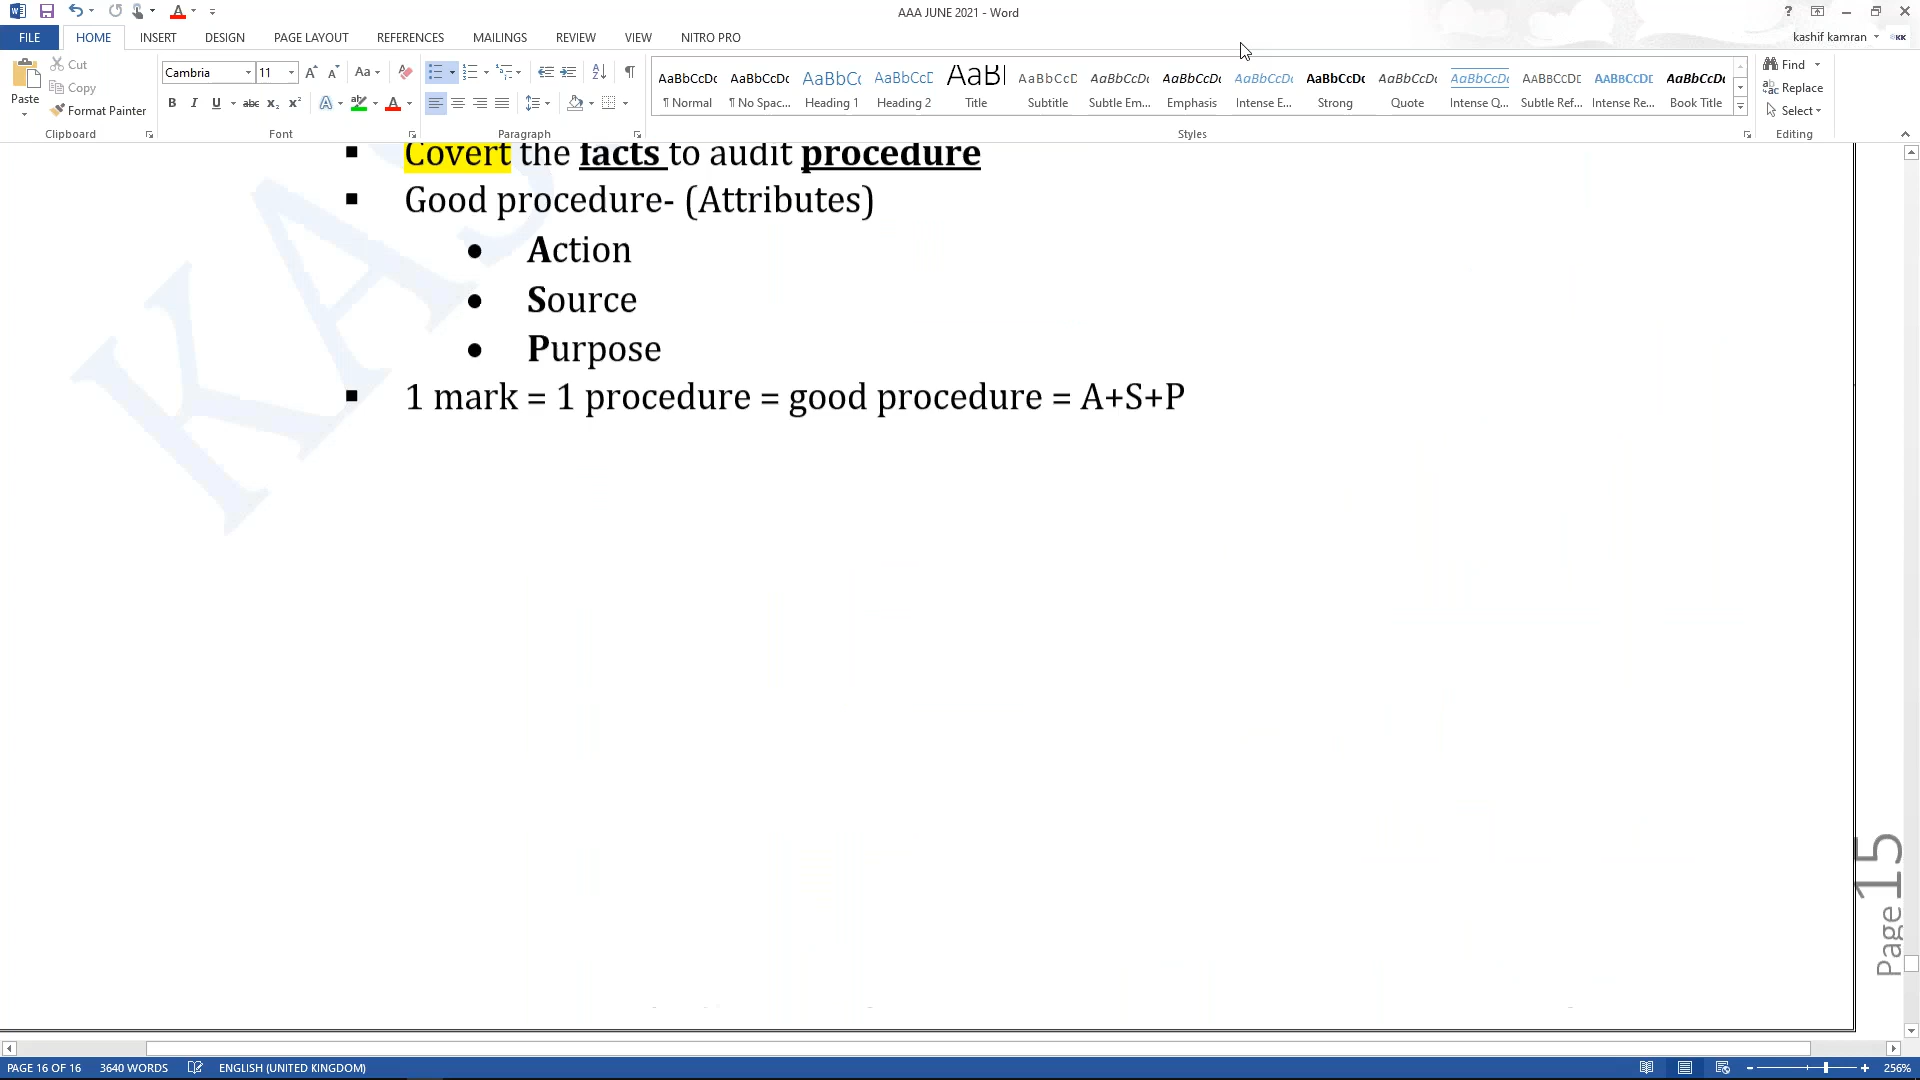 AAA JUNE 2021 - Word
FILE HOME INSERT DESIGN PAGE LAYOUT REFERENCES MAILINGS REVIEW VIEW NITRO PRO
kashif kamran
KK
Paste
Cut
Copy
Format Painter
Clipboard
Cambria 11
Font
Paragraph
AaBbCcDc AaBbCcDc AaBbCc AaBbCcD AaBl AaBbCcD AaBbCcDc AaBbCcDc AaBbCcDc AaBbCcDc AaBbCcDc AaBbCcDc AABBCCDE AABBCCDE AaBbCcDc
¶ Normal ¶ No Spac... Heading 1 Heading 2 Title Subtitle Subtle Em... Emphasis Intense E... Strong Quote Intense Q... Subtle Ref... Intense Re... Book Title
Styles
Find
Replace
Select
Editing
Covert the facts to audit procedure
Good procedure- (Attributes)
Action
Source
Purpose
1 mark = 1 procedure = good procedure = A+S+P
KAS
Page 15
PAGE 16 OF 16 3640 WORDS ENGLISH (UNITED KINGDOM) 256%